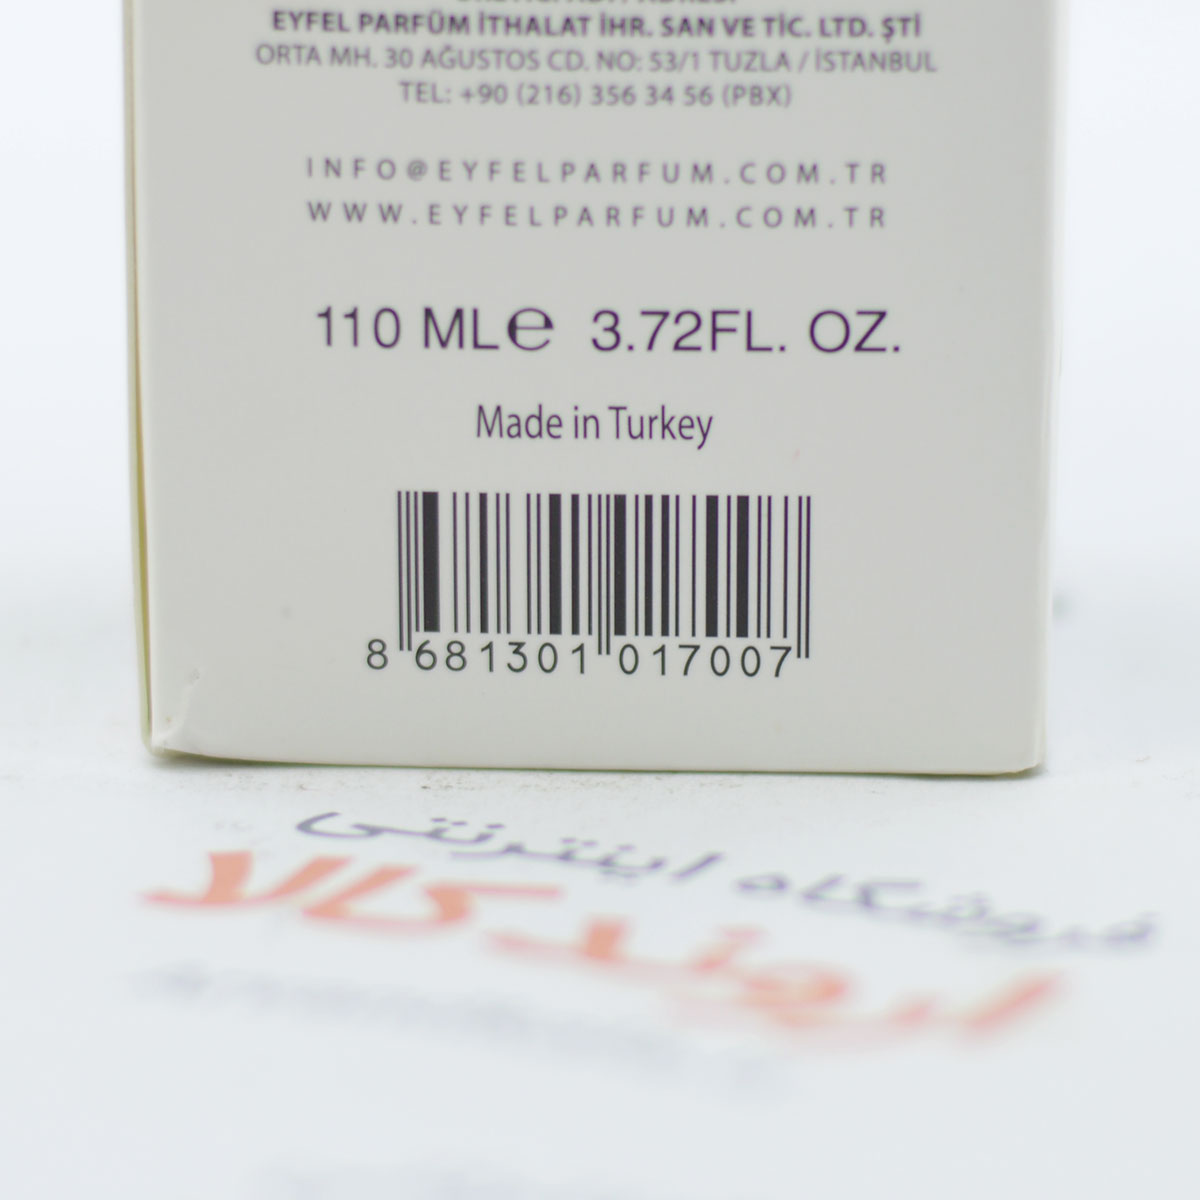 EYFEL PARFÜM İTHALAT İHR. SAN VE TİC. LTD. ŞTİ
ORTA MH. 30 AĞUSTOS CD. NO: 53/1 TUZLA / İSTANBUL
TEL: +90 (216) 356 34 56 (PBX)
INFO@EYFELPARFUM.COM.TR
WWW.EYFELPARFUM.COM.TR
110 ML℮ 3.72FL. OZ.
Made in Turkey
8 681301 017007
فروشگاه اینترنتی
اروند کالا